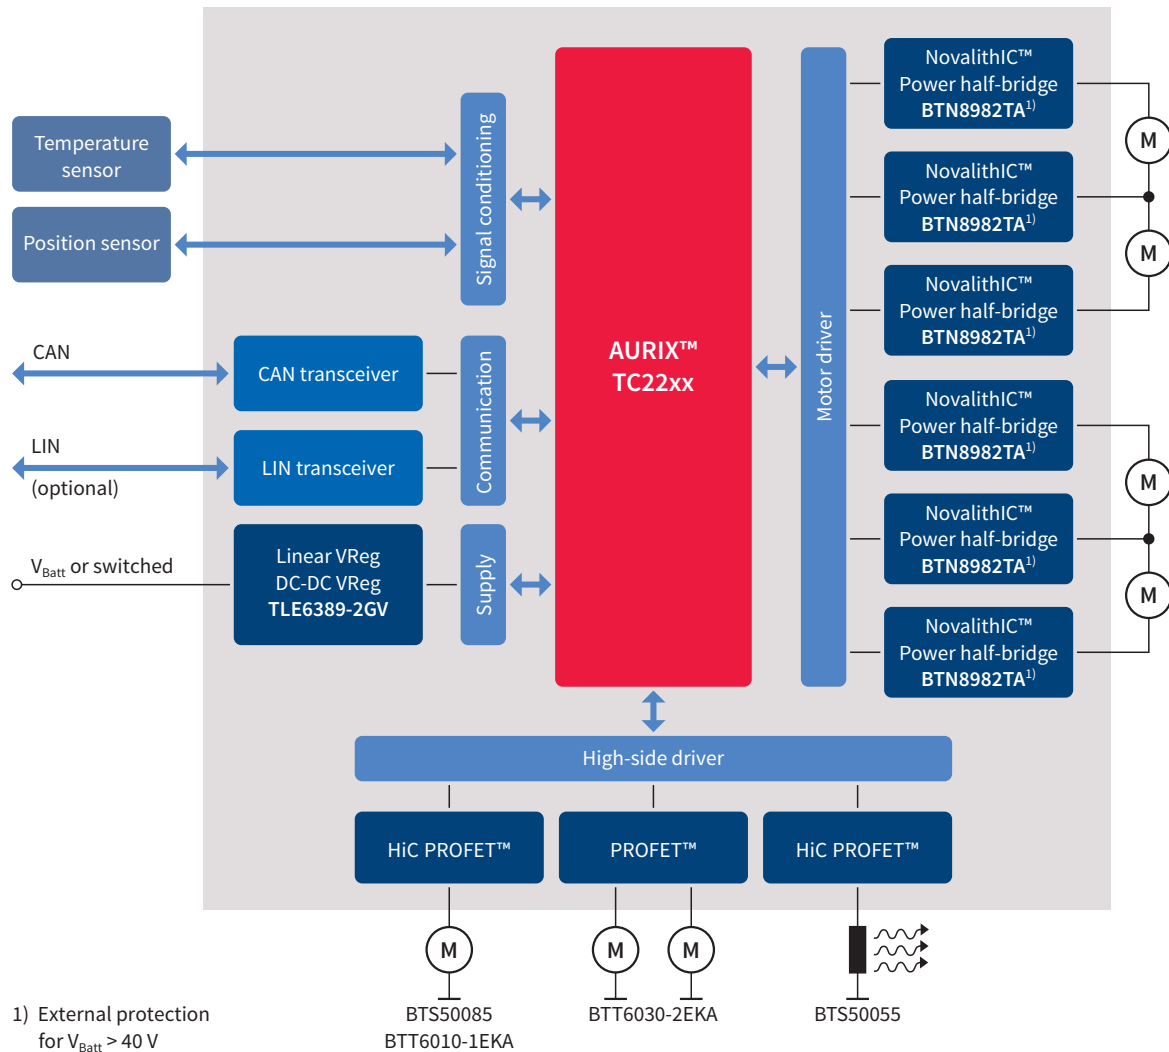 Temperature
sensor
Position sensor
Signal conditioning
CAN
CAN transceiver
LIN
(optional)
LIN transceiver
Communication
V_Batt or switched
Linear VReg
DC-DC VReg
TLE6389-2GV
Supply
AURIX™
TC22xx
Motor driver
NovalithIC™
Power half-bridge
BTN8982TA¹⁾
NovalithIC™
Power half-bridge
BTN8982TA¹⁾
NovalithIC™
Power half-bridge
BTN8982TA¹⁾
NovalithIC™
Power half-bridge
BTN8982TA¹⁾
NovalithIC™
Power half-bridge
BTN8982TA¹⁾
NovalithIC™
Power half-bridge
BTN8982TA¹⁾
M
M
M
M
High-side driver
HiC PROFET™
PROFET™
HiC PROFET™
M
M
M
BTS50085
BTT6010-1EKA
BTT6030-2EKA
BTS50055
1) External protection
for V_Batt > 40 V